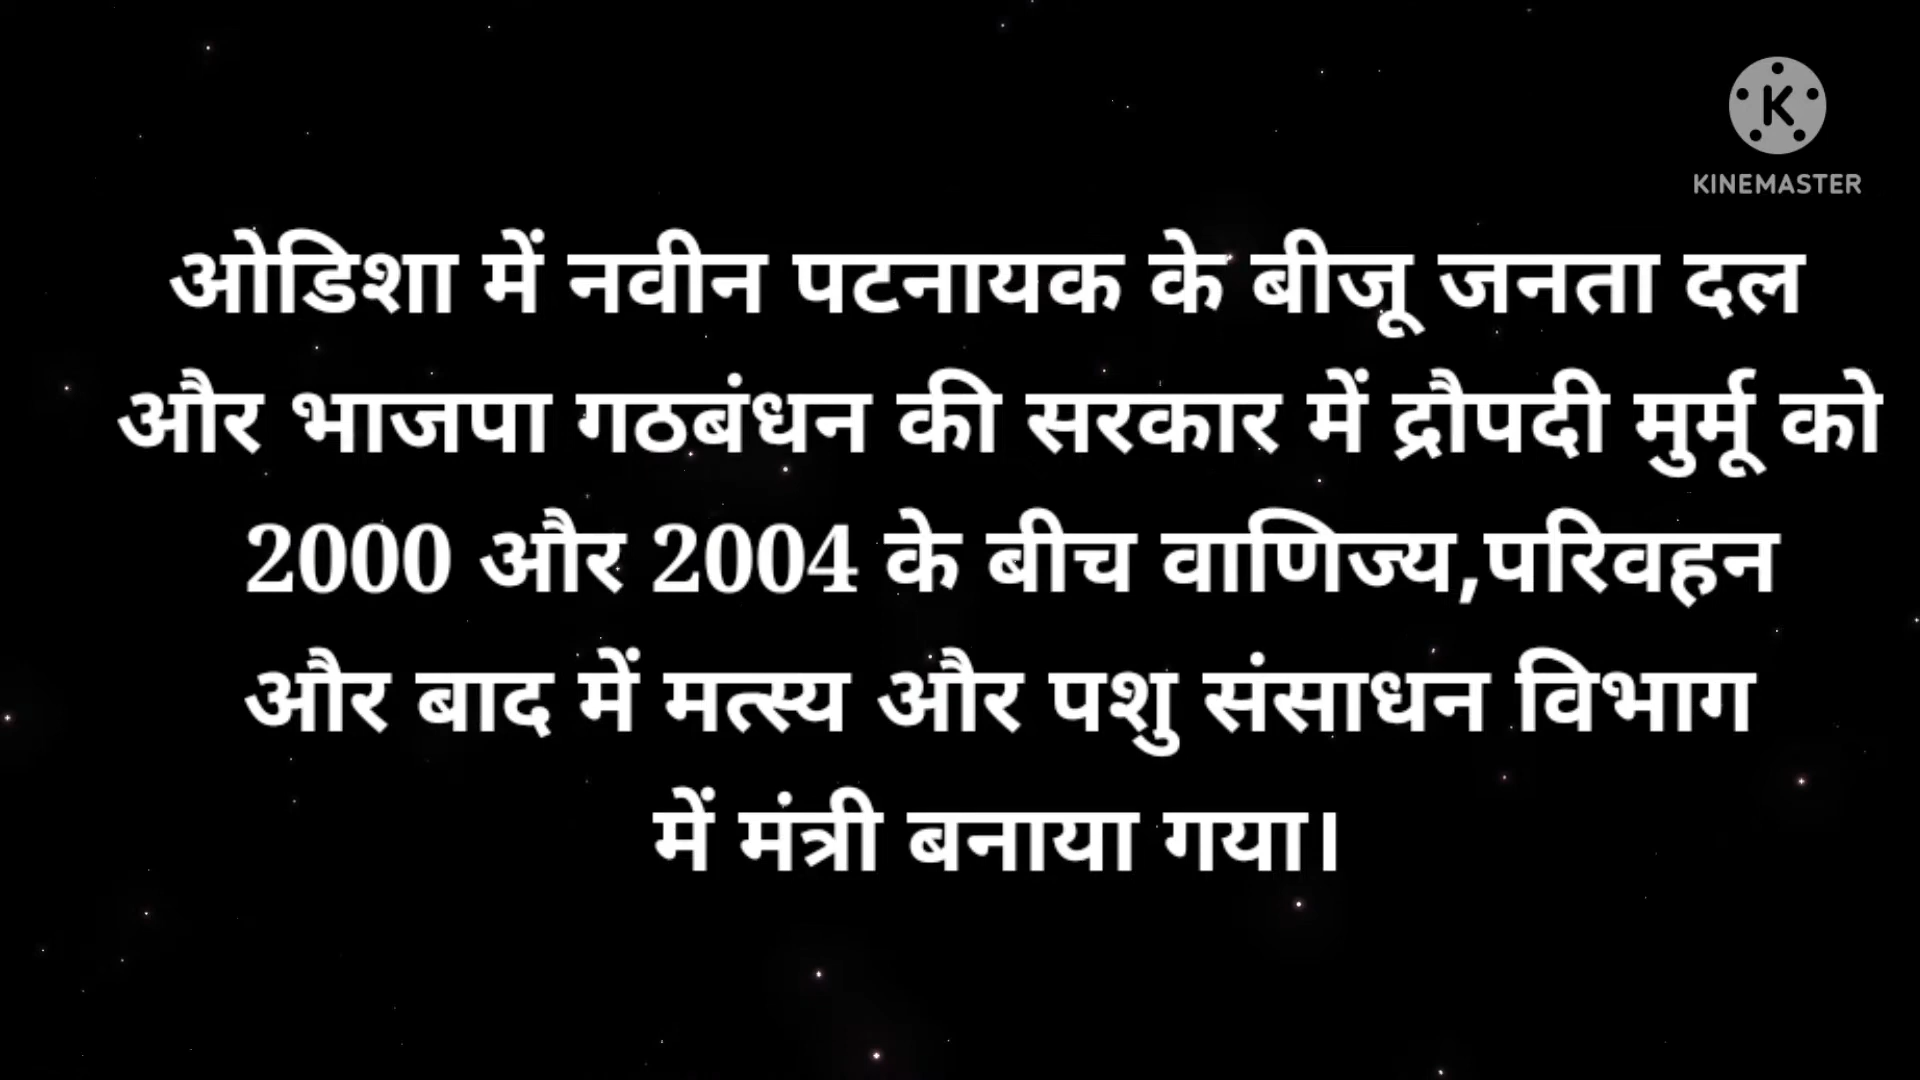 KINEMASTER
ओडिशा में नवीन पटनायक के बीजू जनता दल
और भाजपा गठबंधन की सरकार में द्रौपदी मुर्मू को
2000 और 2004 के बीच वाणिज्य,परिवहन
और बाद में मत्स्य और पशु संसाधन विभाग
में मंत्री बनाया गया।